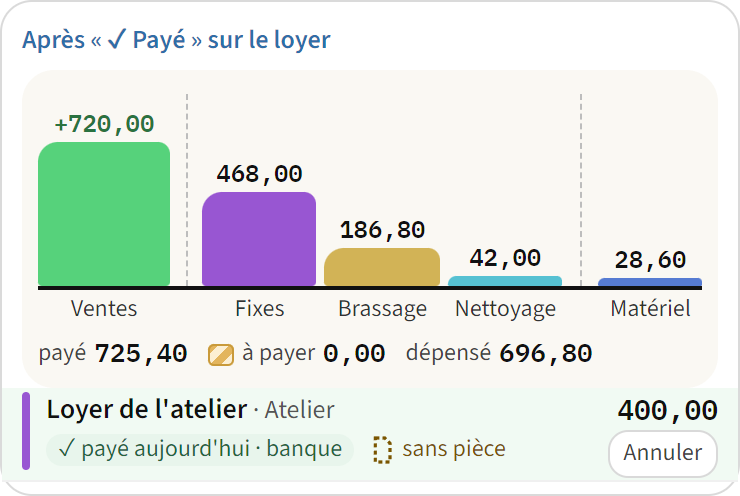 Après « ✓ Payé » sur le loyer
+720,00
468,00
186,80
42,00
28,60
Ventes Fixes Brassage Nettoyage Matériel
payé 725,40 à payer 0,00 dépensé 696,80
Loyer de l'atelier · Atelier 400,00
✓ payé aujourd'hui · banque sans pièce Annuler